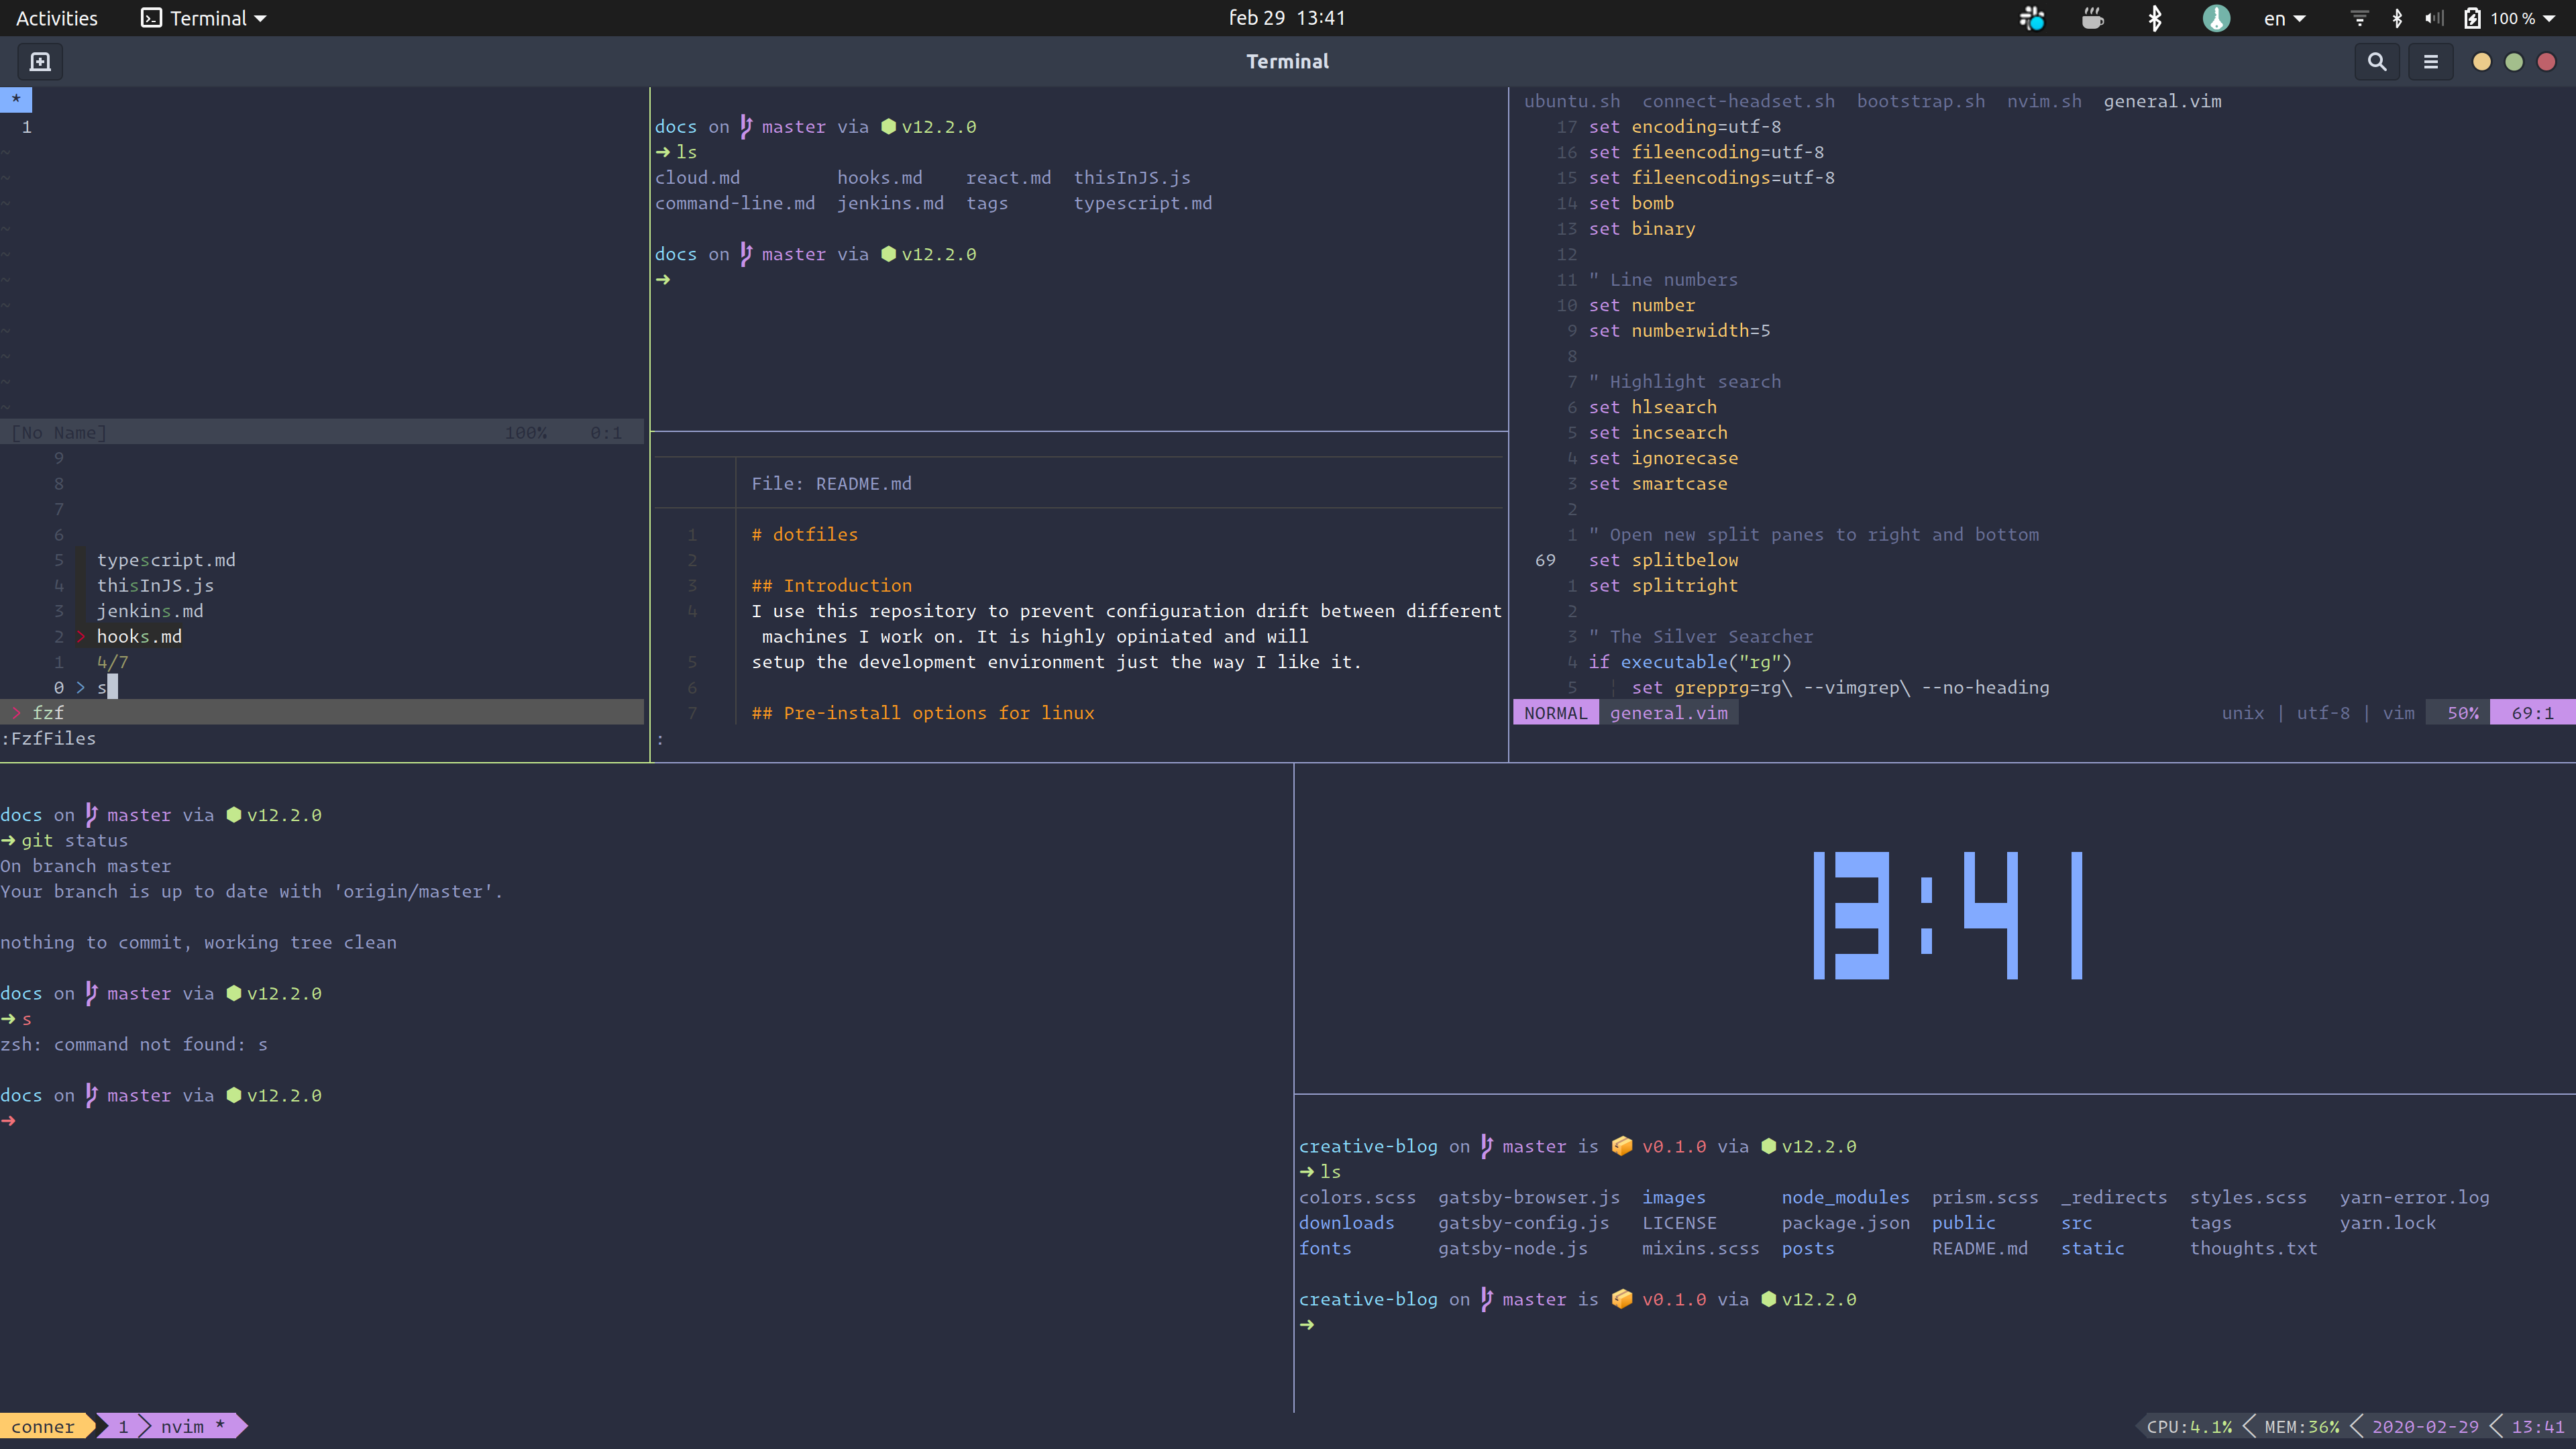 Activities Terminal feb 29 13:41 en 100 %
Terminal
*
1
~
~
~
~
~
~
~
~
~
~
~
[No Name] 100% 0:1
9
8
7
6
5 typescript.md
4 thisInJS.js
3 jenkins.md
2 > hooks.md
1 4/7
0 > s
> fzf
:FzfFiles
docs on master via v12.2.0
➜ ls
cloud.md hooks.md react.md thisInJS.js
command-line.md jenkins.md tags typescript.md
docs on master via v12.2.0
➜
File: README.md
1 # dotfiles
2
3 ## Introduction
4 I use this repository to prevent configuration drift between different
machines I work on. It is highly opiniated and will
5 setup the development environment just the way I like it.
6
7 ## Pre-install options for linux
:
ubuntu.sh connect-headset.sh bootstrap.sh nvim.sh general.vim
17 set encoding=utf-8
16 set fileencoding=utf-8
15 set fileencodings=utf-8
14 set bomb
13 set binary
12
11 " Line numbers
10 set number
9 set numberwidth=5
8
7 " Highlight search
6 set hlsearch
5 set incsearch
4 set ignorecase
3 set smartcase
2
1 " Open new split panes to right and bottom
69 set splitbelow
1 set splitright
2
3 " The Silver Searcher
4 if executable("rg")
5 ¦ set grepprg=rg\ --vimgrep\ --no-heading
NORMAL general.vim unix | utf-8 | vim 50% 69:1
docs on master via v12.2.0
➜ git status
On branch master
Your branch is up to date with 'origin/master'.
nothing to commit, working tree clean
docs on master via v12.2.0
➜ s
zsh: command not found: s
docs on master via v12.2.0
➜
13:41
creative-blog on master is 📦 v0.1.0 via v12.2.0
➜ ls
colors.scss gatsby-browser.js images node_modules prism.scss _redirects styles.scss yarn-error.log
downloads gatsby-config.js LICENSE package.json public src tags yarn.lock
fonts gatsby-node.js mixins.scss posts README.md static thoughts.txt
creative-blog on master is 📦 v0.1.0 via v12.2.0
➜
conner 1 nvim * CPU:4.1% MEM:36% 2020-02-29 13:41